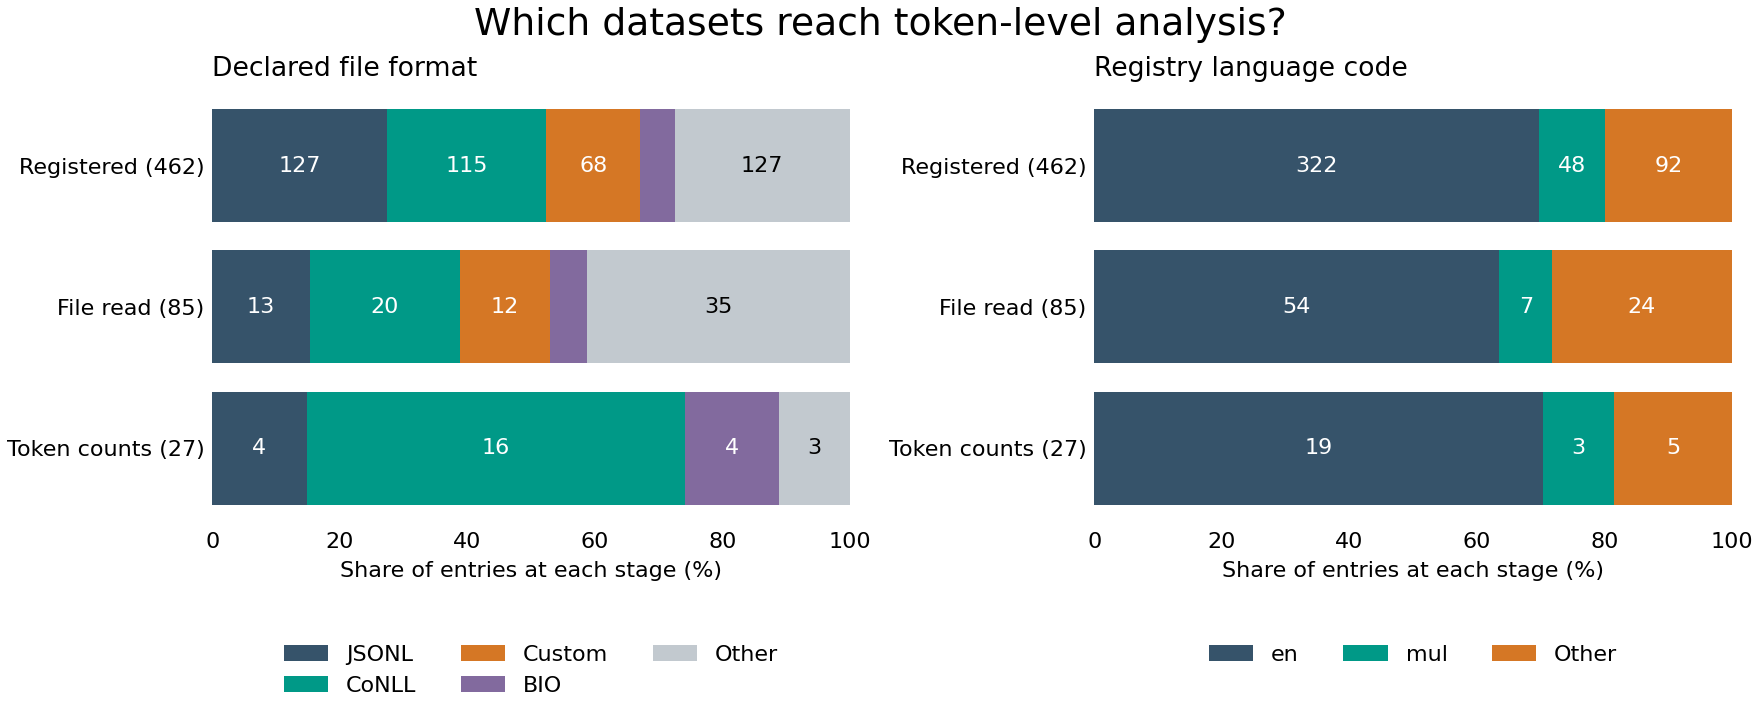 Which datasets reach token-level analysis?
Declared file format
Registered (462)
127
115
68
127
File read (85)
13
20
12
35
Token counts (27)
4
16
4
3
0 20 40 60 80 100
Share of entries at each stage (%)
JSONL Custom Other
CoNLL BIO
Registry language code
Registered (462)
322
48
92
File read (85)
54
7
24
Token counts (27)
19
3
5
0 20 40 60 80 100
Share of entries at each stage (%)
en mul Other